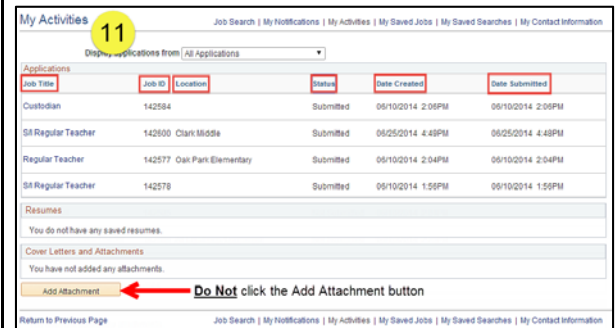 My Activities
Job Search | My Notifications | My Activities | My Saved Jobs | My Saved Searches | My Contact Information
11
Display applications from All Applications
Applications
Job Title Job ID Location Status Date Created Date Submitted
Custodian 142584 Submitted 06/10/2014 2:06PM 06/10/2014 2:06PM
S/I Regular Teacher 142600 Clark Middle Submitted 06/25/2014 4:49PM 06/25/2014 4:48PM
Regular Teacher 142577 Oak Park Elementary Submitted 06/10/2014 2:04PM 06/10/2014 2:04PM
S/I Regular Teacher 142578 Submitted 06/10/2014 1:56PM 06/10/2014 1:56PM
Resumes
You do not have any saved resumes.
Cover Letters and Attachments
You have not added any attachments.
Add Attachment Do Not click the Add Attachment button
Return to Previous Page Job Search | My Notifications | My Activities | My Saved Jobs | My Saved Searches | My Contact Information